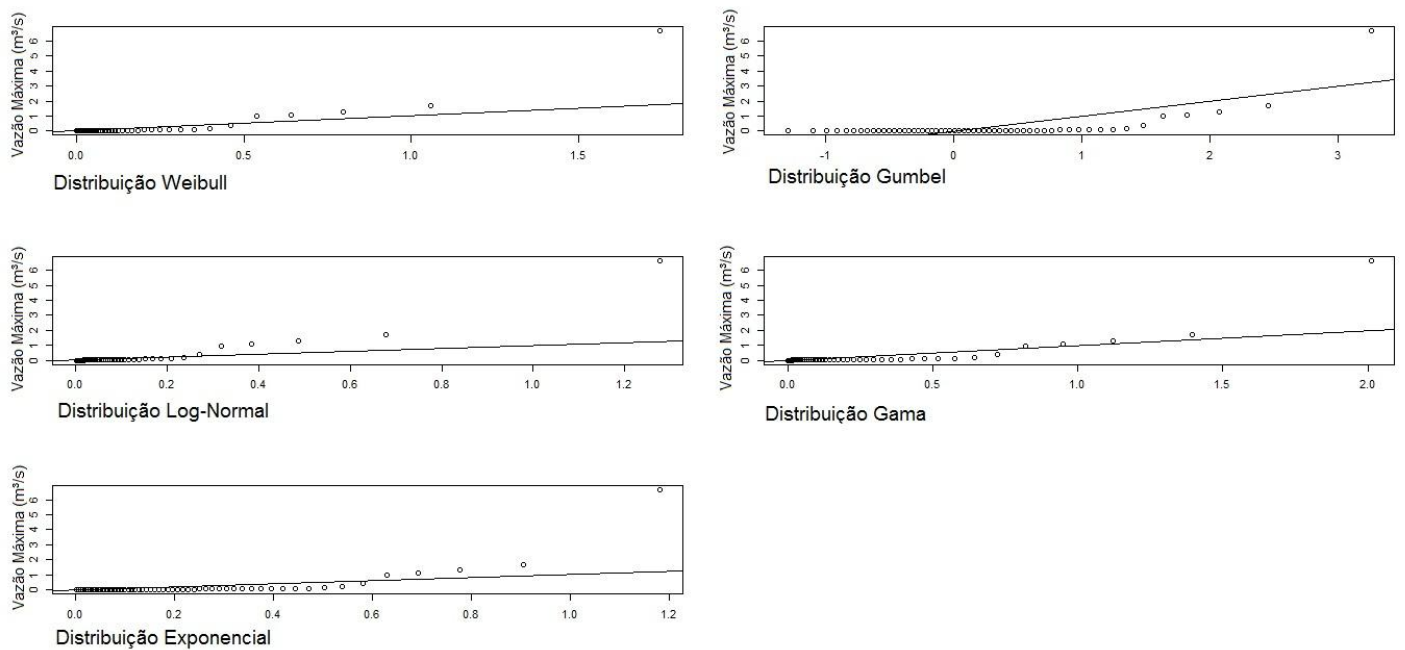 Vazão Máxima (m³/s)
0 1 2 3 4 5 6
0.0 0.5 1.0 1.5
Distribuição Weibull
Vazão Máxima (m³/s)
0 1 2 3 4 5 6
-1 0 1 2 3
Distribuição Gumbel
Vazão Máxima (m³/s)
0 1 2 3 4 5 6
0.0 0.2 0.4 0.6 0.8 1.0 1.2
Distribuição Log-Normal
Vazão Máxima (m³/s)
0 1 2 3 4 5 6
0.0 0.5 1.0 1.5 2.0
Distribuição Gama
Vazão Máxima (m³/s)
0 1 2 3 4 5 6
0.0 0.2 0.4 0.6 0.8 1.0 1.2
Distribuição Exponencial